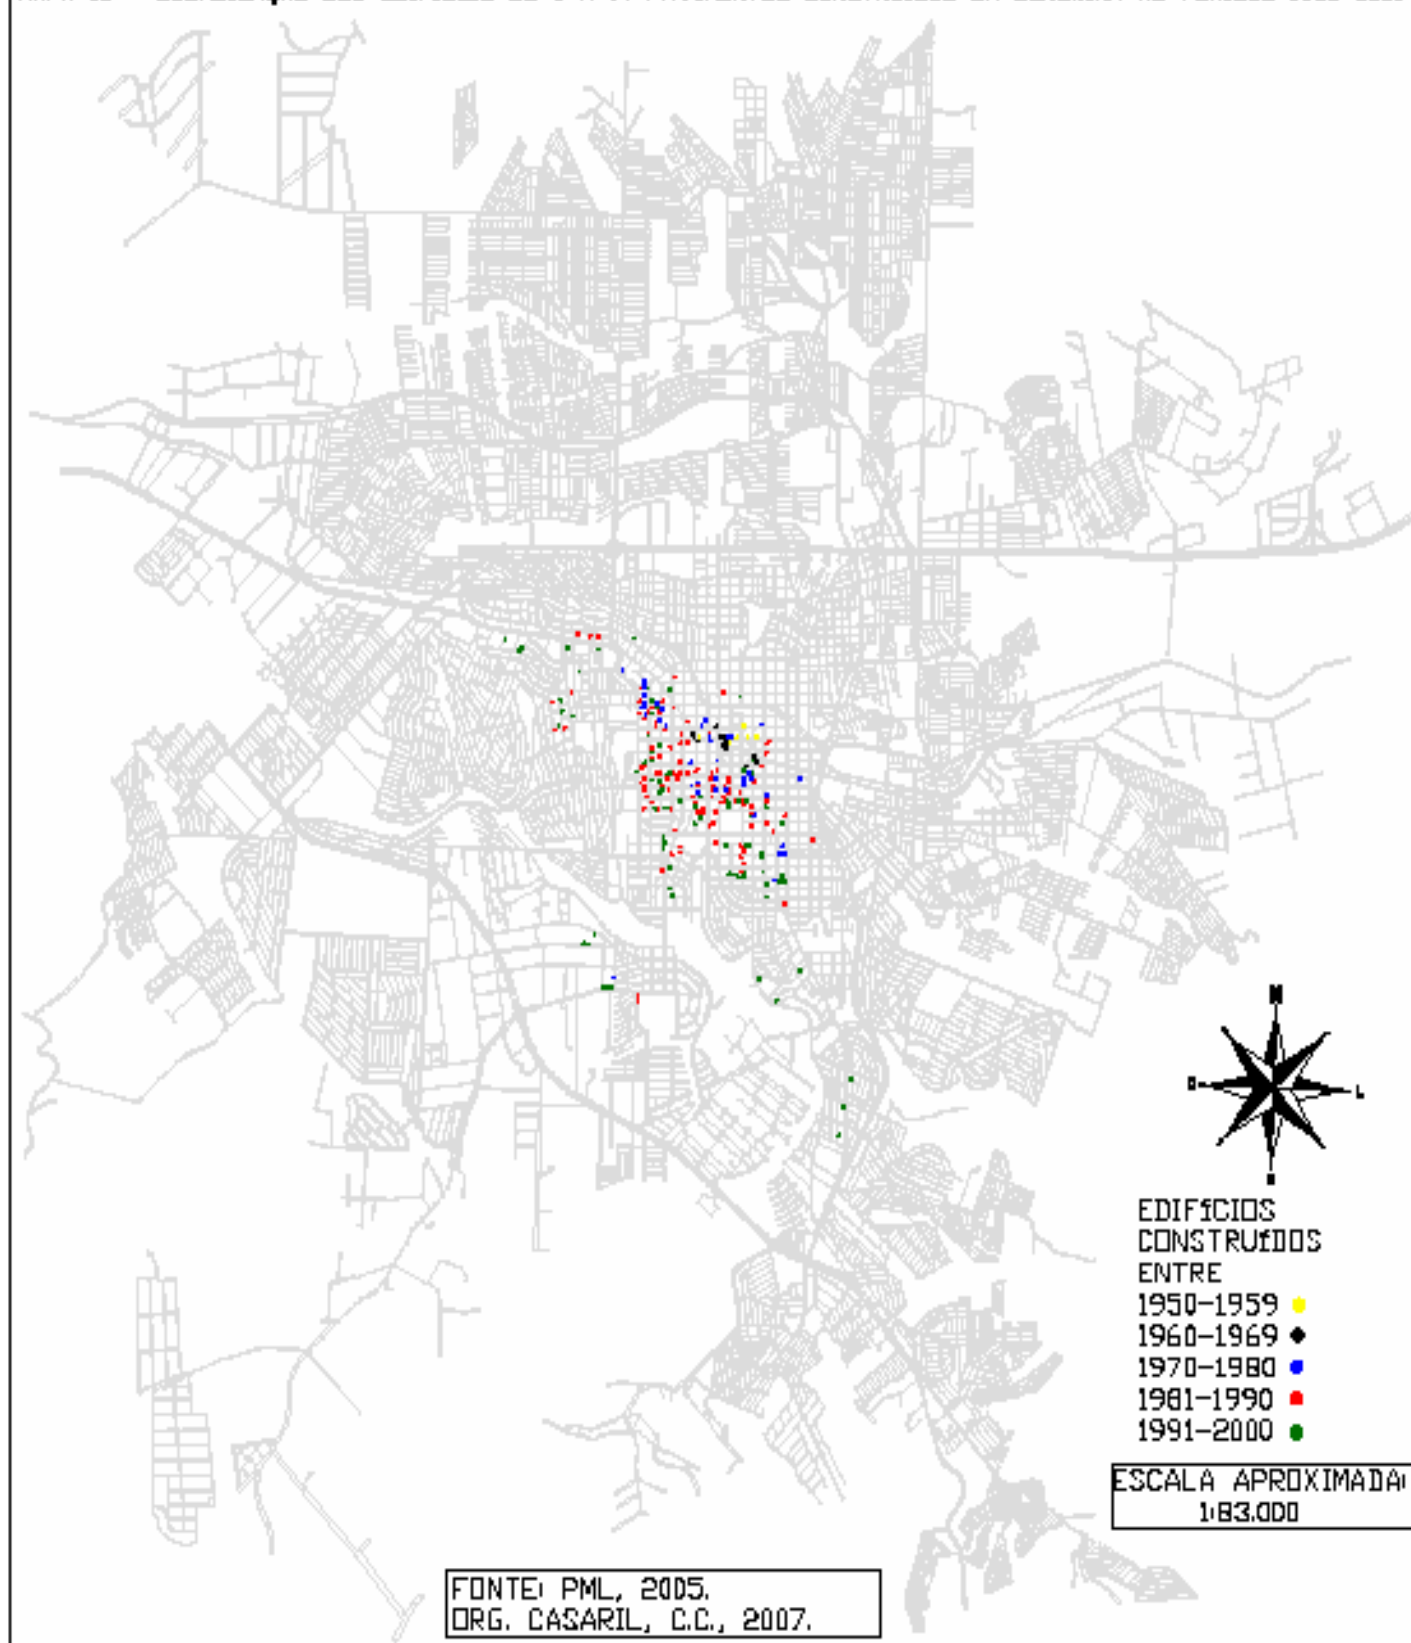 N
L
EDIFíCIOS
CONSTRUíDOS
ENTRE
1950-1959
1960-1969
1970-1980
1981-1990
1991-2000
ESCALA APROXIMADA:
1:83.000
FONTE: PML, 2005.
ORG. CASARIL, C.C., 2007.